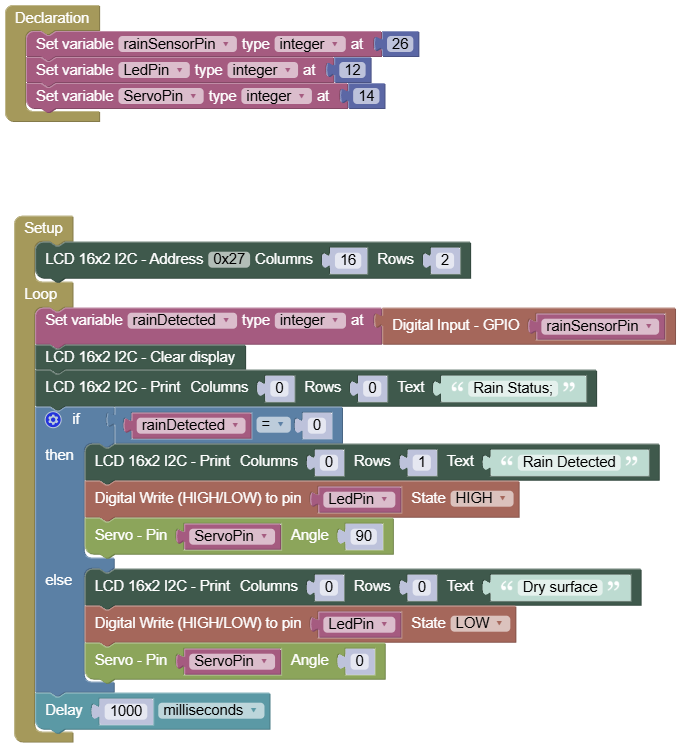 Declaration
Set variable rainSensorPin type integer at 26
Set variable LedPin type integer at 12
Set variable ServoPin type integer at 14
Setup
LCD 16x2 I2C - Address 0x27 Columns 16 Rows 2
Loop
Set variable rainDetected type integer at Digital Input - GPIO rainSensorPin
LCD 16x2 I2C - Clear display
LCD 16x2 I2C - Print Columns 0 Rows 0 Text “ Rain Status; ”
if rainDetected = 0
then LCD 16x2 I2C - Print Columns 0 Rows 1 Text “ Rain Detected ”
Digital Write (HIGH/LOW) to pin LedPin State HIGH
Servo - Pin ServoPin Angle 90
else LCD 16x2 I2C - Print Columns 0 Rows 0 Text “ Dry surface ”
Digital Write (HIGH/LOW) to pin LedPin State LOW
Servo - Pin ServoPin Angle 0
Delay 1000 milliseconds